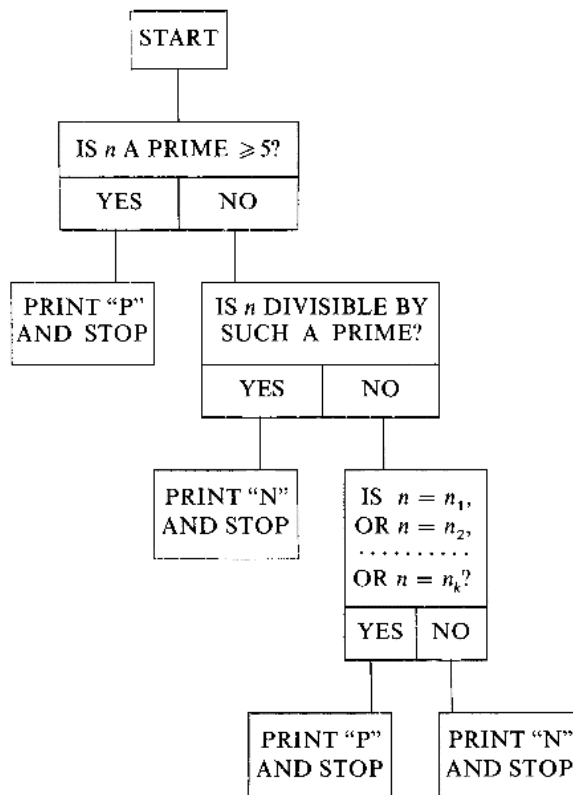 START
IS n A PRIME ⩾ 5?
YES NO
PRINT “P”
AND STOP
IS n DIVISIBLE BY
SUCH A PRIME?
YES NO
PRINT “N”
AND STOP
IS n = n₁,
OR n = n₂,
..........
OR n = nₖ?
YES NO
PRINT “P”
AND STOP
PRINT “N”
AND STOP